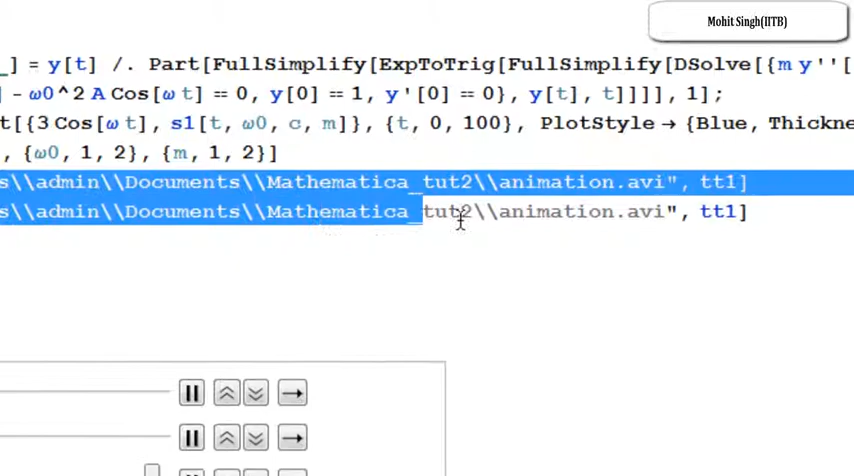 Mohit Singh(IITB)
_] = y[t] /. Part[FullSimplify[ExpToTrig[FullSimplify[DSolve[{m y''[
] - ω0^2 A Cos[ω t] == 0, y[0] == 1, y'[0] == 0}, y[t], t]]]], 1];
t[{3 Cos[ω t], s1[t, ω0, c, m]}, {t, 0, 100}, PlotStyle → {Blue, Thickne
, {ω0, 1, 2}, {m, 1, 2}]
s\\admin\\Documents\\Mathematica_tut2\\animation.avi", tt1]
s\\admin\\Documents\\Mathematica_tut2\\animation.avi", tt1]